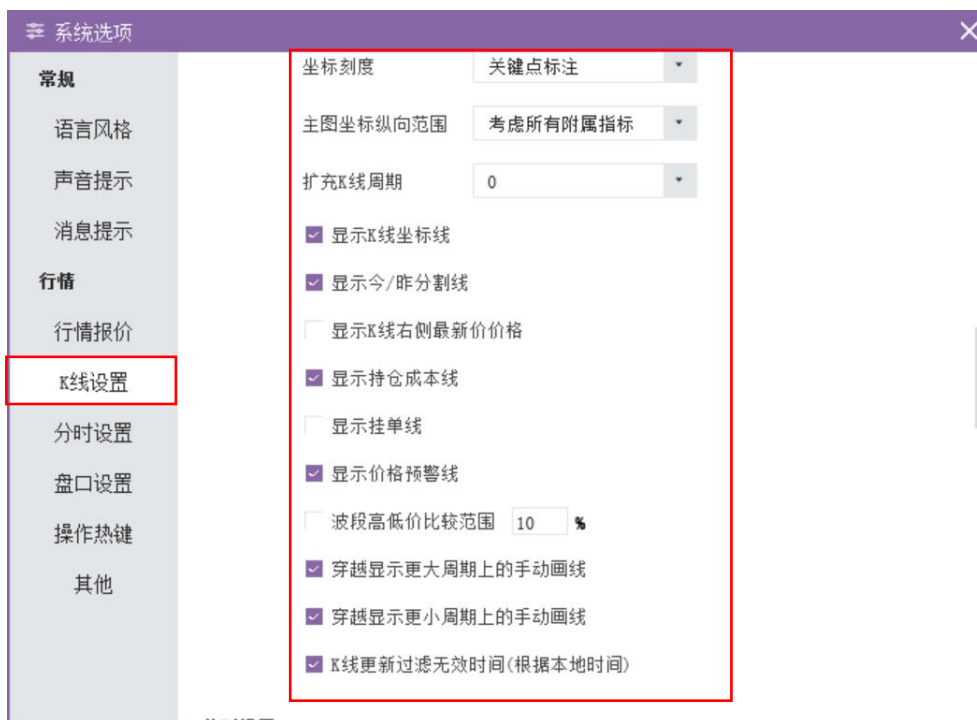 系统选项
常规
语言风格
声音提示
消息提示
行情
行情报价
K线设置
分时设置
盘口设置
操作热键
其他
坐标刻度 关键点标注
主图坐标纵向范围 考虑所有附属指标
扩充K线周期 0
显示K线坐标线
显示今/昨分割线
显示K线右侧最新价价格
显示持仓成本线
显示挂单线
显示价格预警线
波段高低价比较范围 10 %
穿越显示更大周期上的手动画线
穿越显示更小周期上的手动画线
K线更新过滤无效时间(根据本地时间)